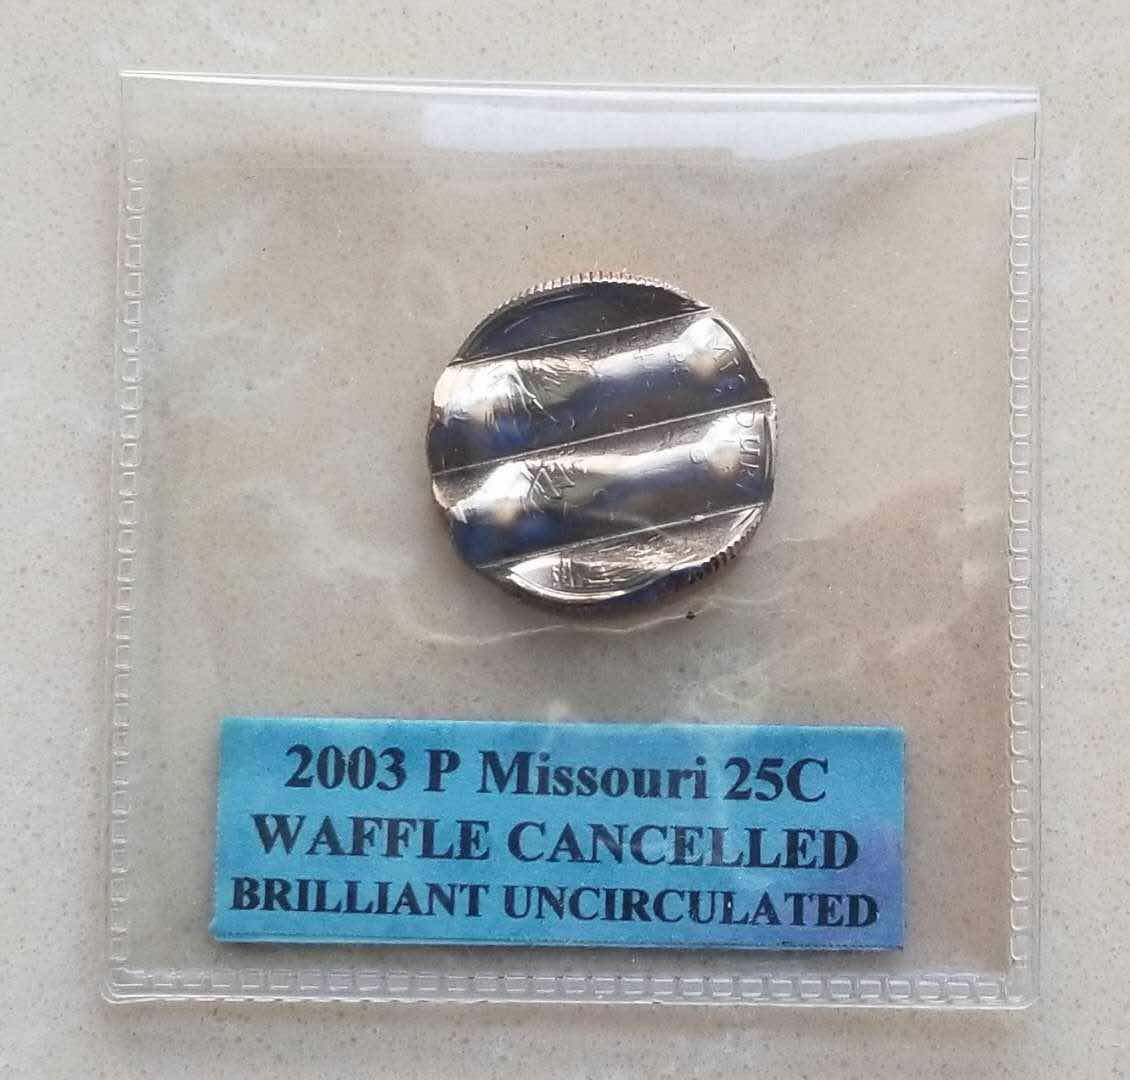 2003 P Missouri 25C
WAFFLE CANCELLED
BRILLIANT UNCIRCULATED